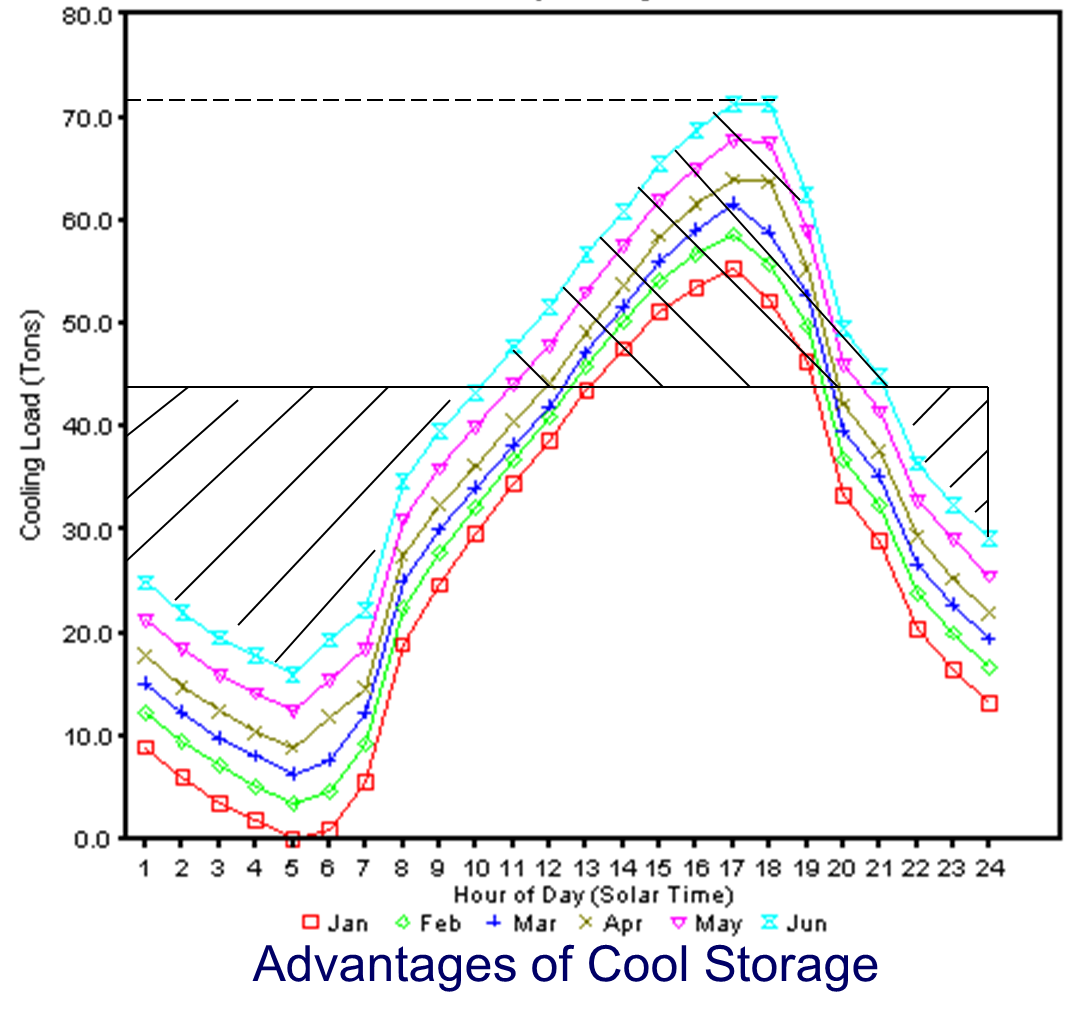 80.0
70.0
60.0
50.0
40.0
30.0
20.0
10.0
0.0
Cooling Load (Tons)
1 2 3 4 5 6 7 8 9 10 11 12 13 14 15 16 17 18 19 20 21 22 23 24
Hour of Day (Solar Time)
Jan Feb Mar Apr May Jun
Advantages of Cool Storage